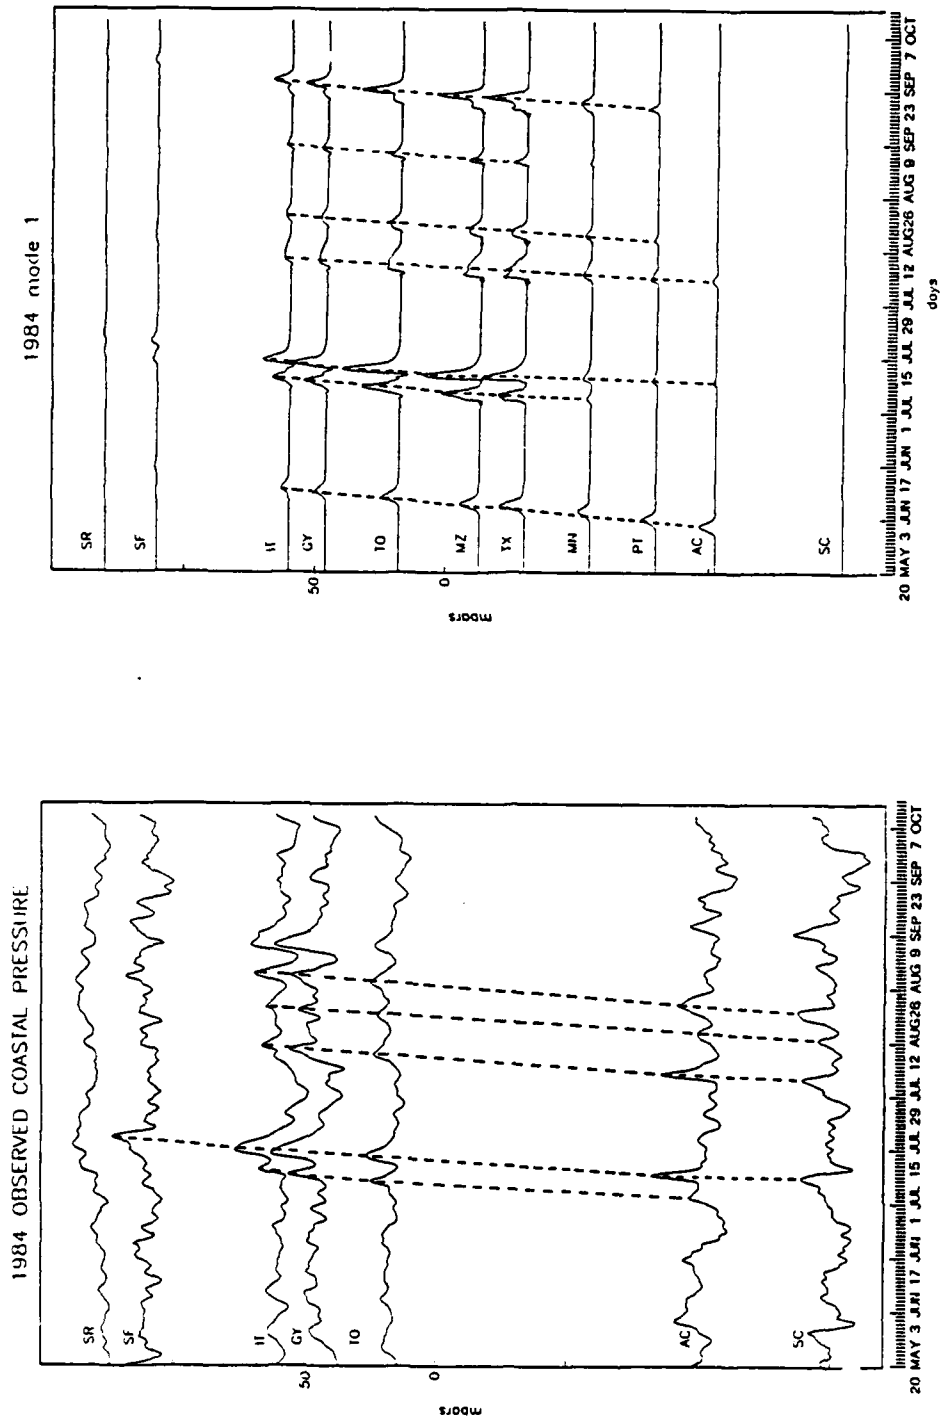 1984 OBSERVED COASTAL PRESSURE
SR
SF
IT
GY
TO
AC
SC
50
0
mbars
20 MAY 3 JUN 17 JUN 1 JUL 15 JUL 29 JUL 12 AUG28 AUG 9 SEP 23 SEP 7 OCT
1984 mode 1
SR
SF
IT
GY
TO
MZ
TX
MN
PT
AC
SC
50
0
mbars
20 MAY 3 JUN 17 JUN 1 JUL 15 JUL 29 JUL 12 AUG26 AUG 9 SEP 23 SEP 7 OCT
days